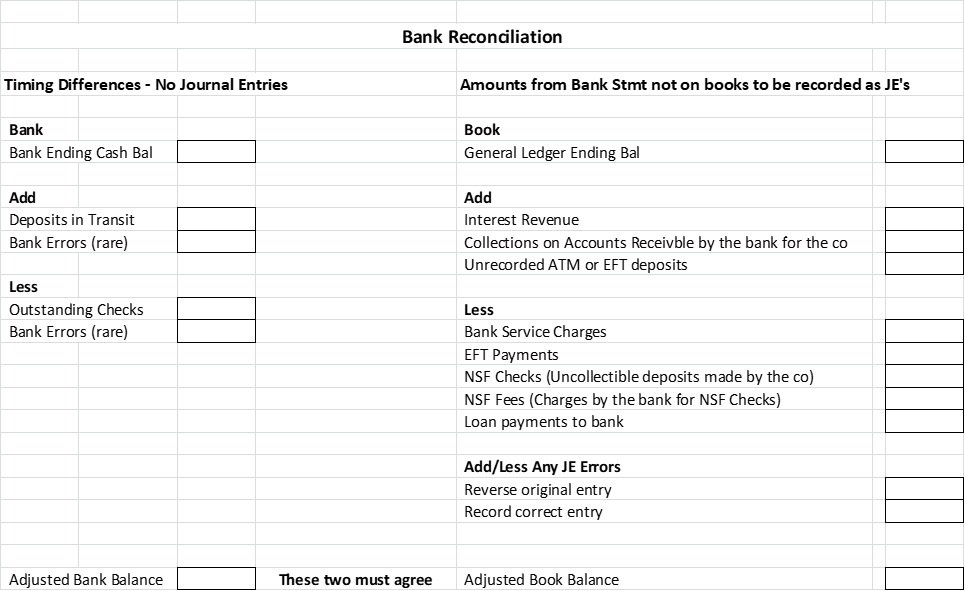 Bank Reconciliation
Timing Differences - No Journal Entries
Amounts from Bank Stmt not on books to be recorded as JE's
Bank
Bank Ending Cash Bal
Add
Deposits in Transit
Bank Errors (rare)
Less
Outstanding Checks
Bank Errors (rare)
Adjusted Bank Balance
These two must agree
Book
General Ledger Ending Bal
Add
Interest Revenue
Collections on Accounts Receivble by the bank for the co
Unrecorded ATM or EFT deposits
Less
Bank Service Charges
EFT Payments
NSF Checks (Uncollectible deposits made by the co)
NSF Fees (Charges by the bank for NSF Checks)
Loan payments to bank
Add/Less Any JE Errors
Reverse original entry
Record correct entry
Adjusted Book Balance